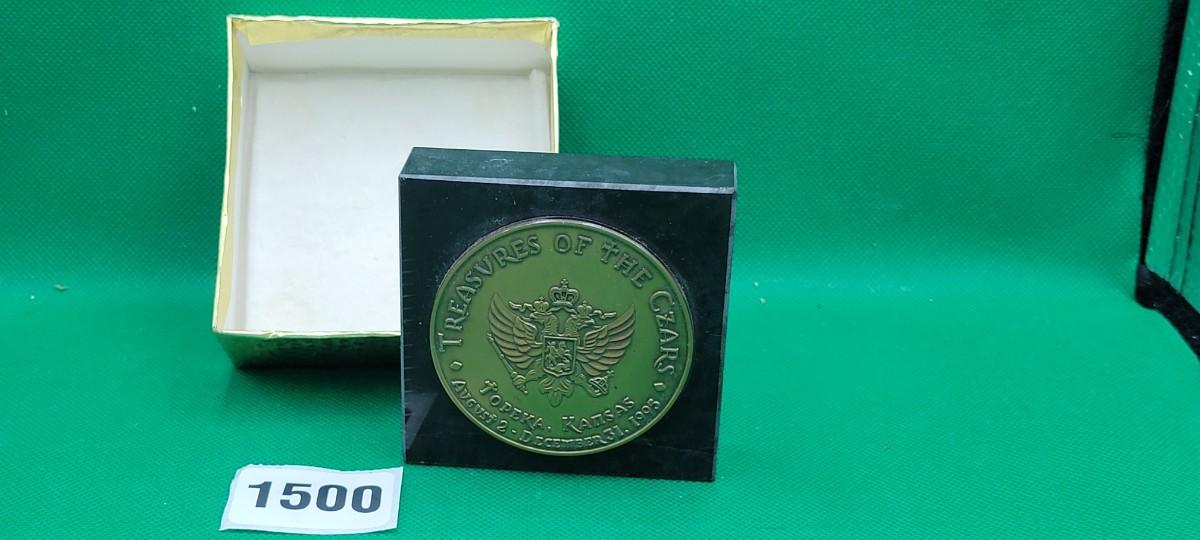 TREASVRES OF THE CZARS
TOPEKA, KANSAS
AUGUST 2 - DECEMBER 31, 1995
1500